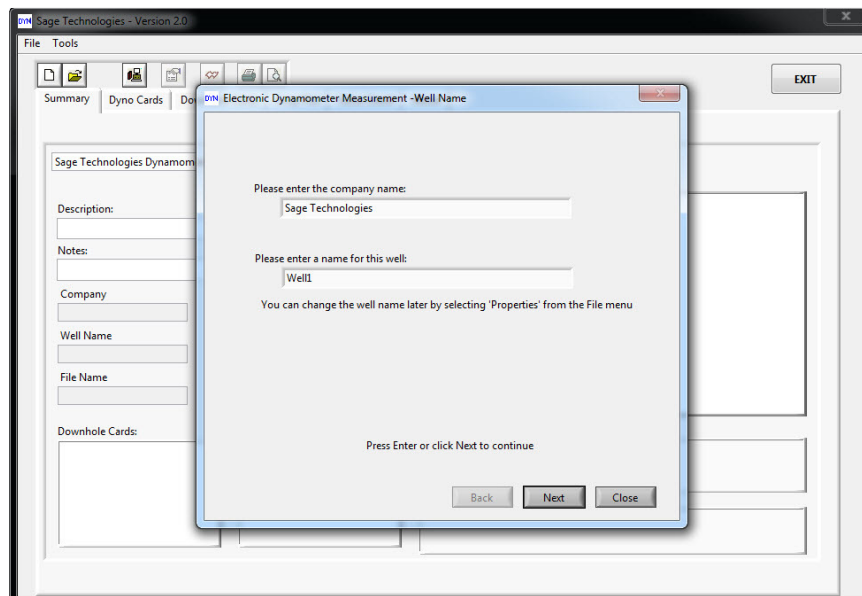 DYN Sage Technologies - Version 2.0
X
File Tools
EXIT
Summary Dyno Cards
DYN Electronic Dynamometer Measurement -Well Name
Sage Technologies
Description:
Notes:
Company
Well Name
File Name
Downhole Cards:
Please enter the company name:
Sage Technologies
Please enter a name for this well:
Well1
You can change the well name later by selecting 'Properties' from the File menu
Press Enter or click Next to continue
Back Next Close